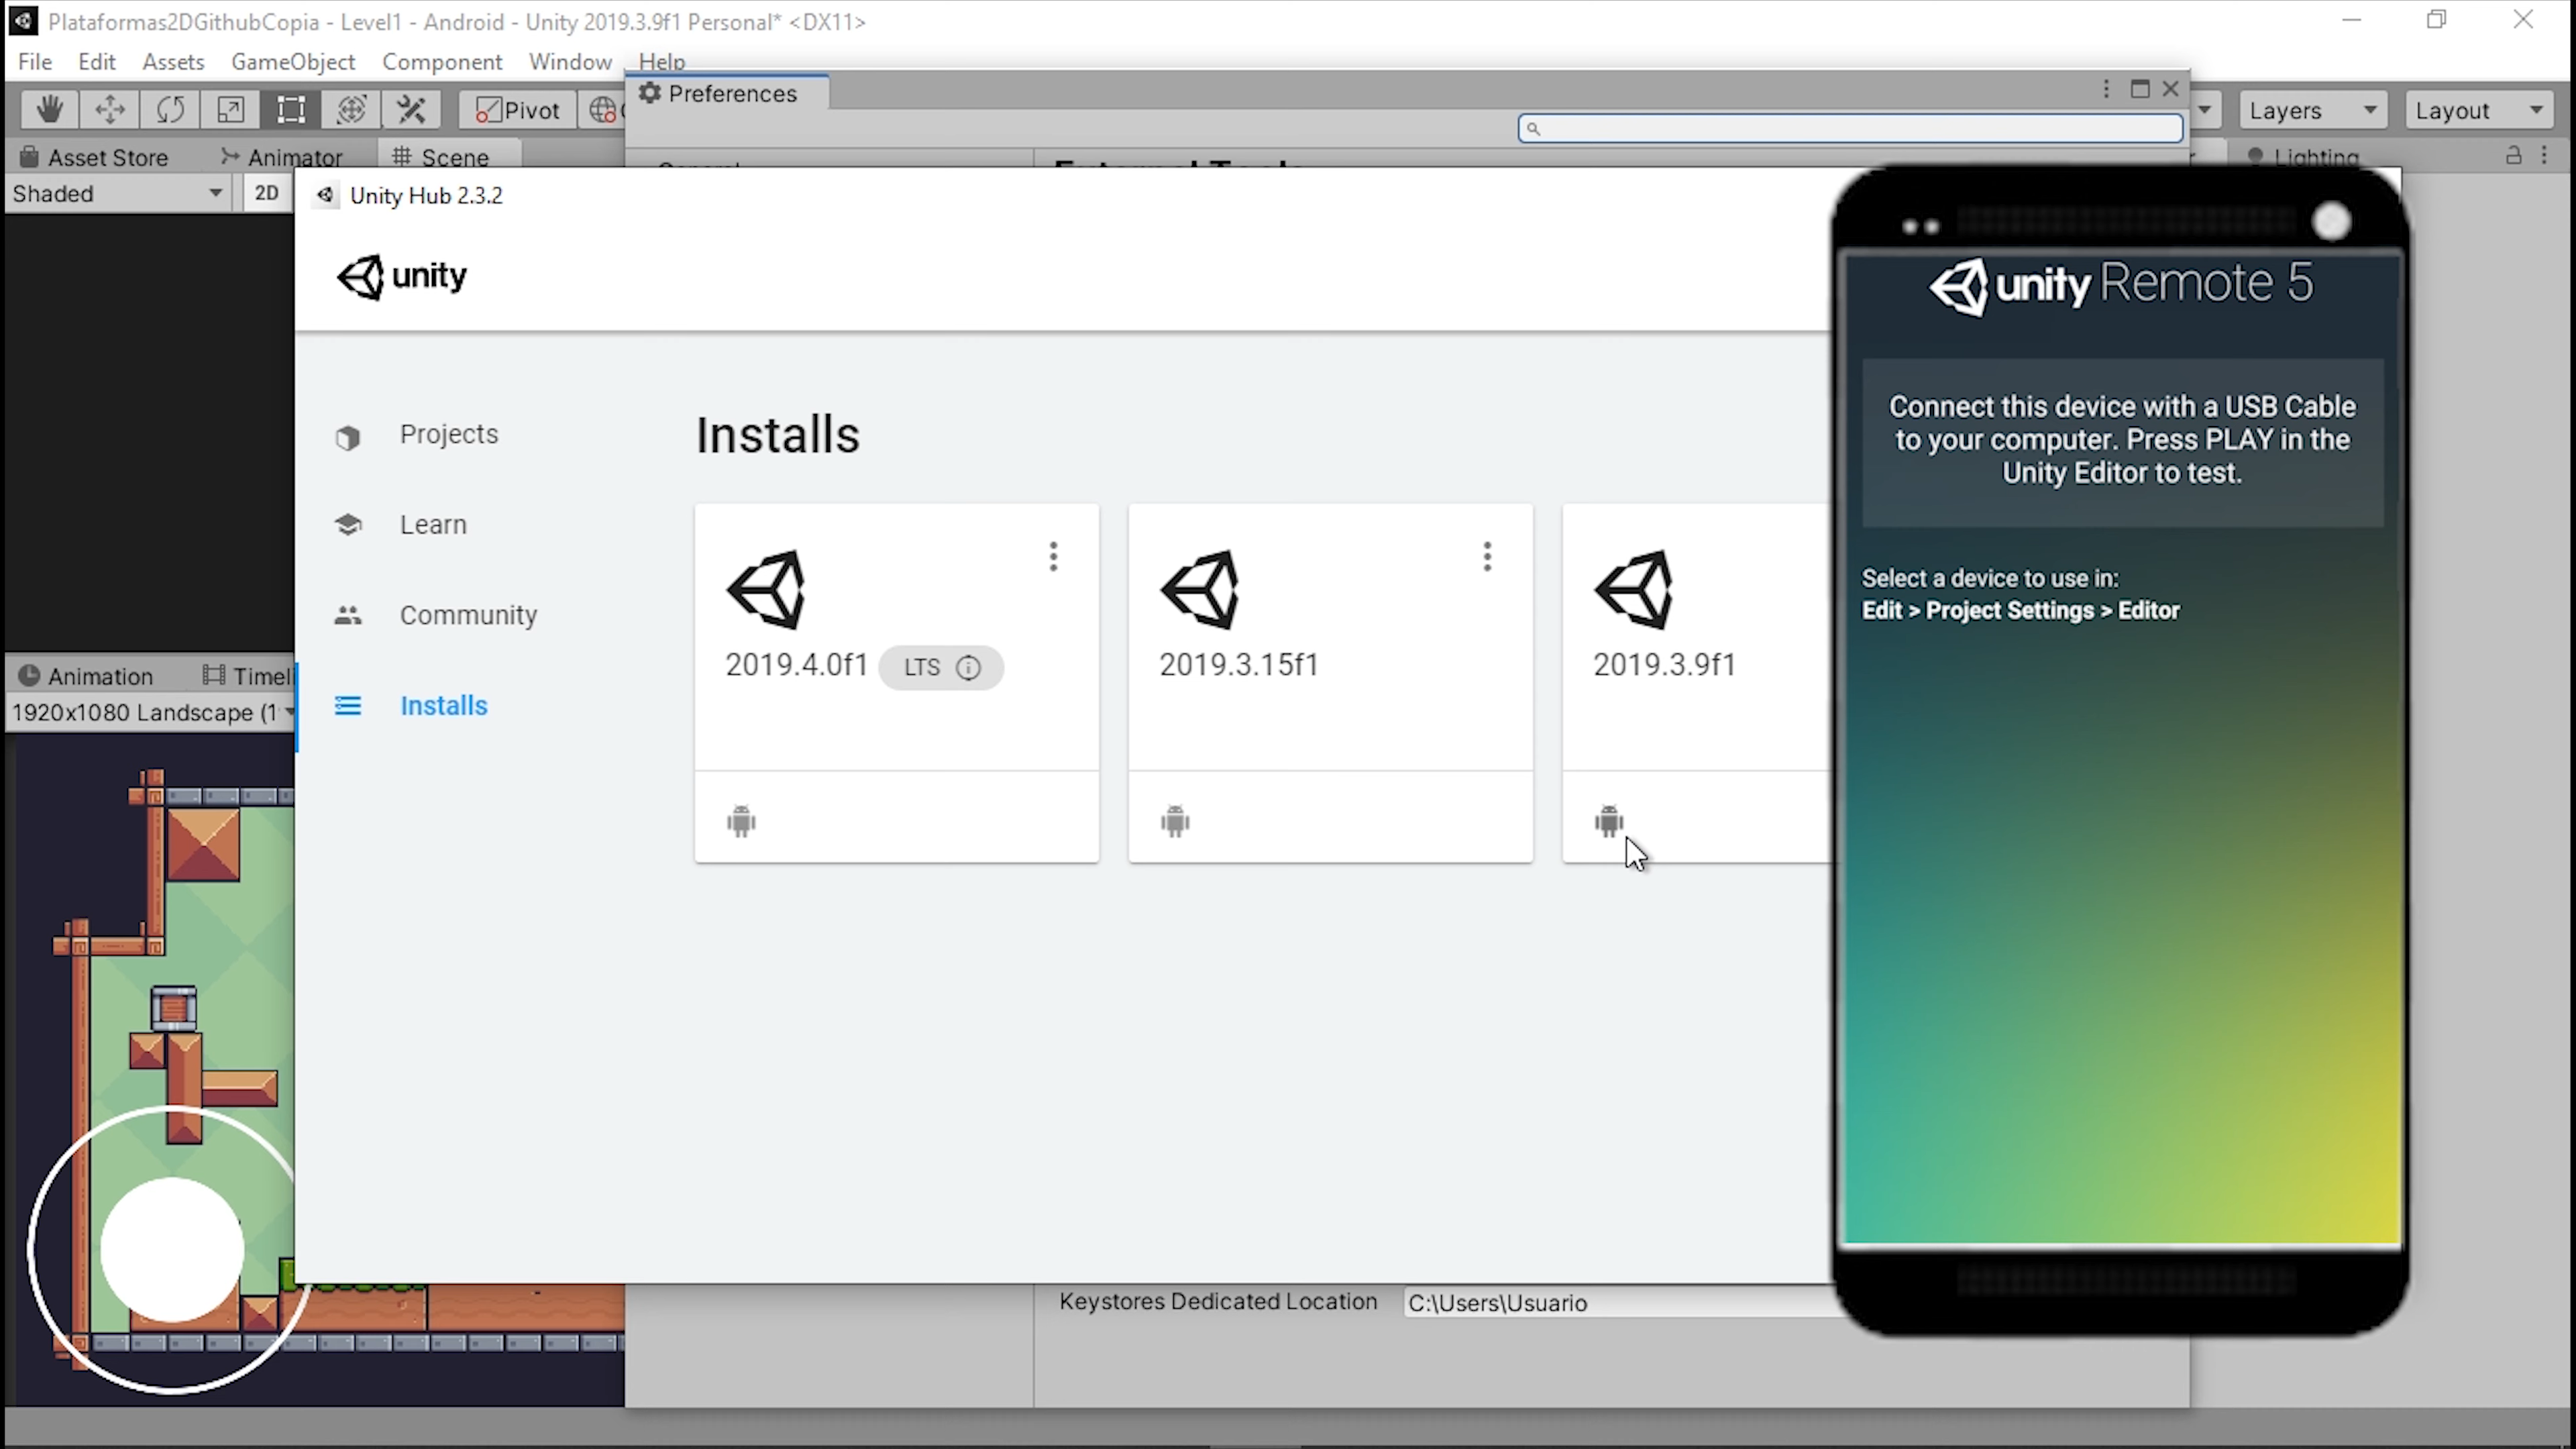 Plataformas2DGithubCopia - Level1 - Android - Unity 2019.3.9f1 Personal* <DX11>
File Edit Assets GameObject Component Window Help
Preferences
Pivot
Layers
Layout
Asset Store
Animator
Scene
Lighting
Shaded
2D
Unity Hub 2.3.2
unity
Projects
Learn
Community
Installs
Installs
2019.4.0f1 LTS
2019.3.15f1
2019.3.9f1
Animation
1920x1080 Landscape (1
Keystores Dedicated Location C:\Users\Usuario
unity Remote 5
Connect this device with a USB Cable
to your computer. Press PLAY in the
Unity Editor to test.
Select a device to use in:
Edit > Project Settings > Editor